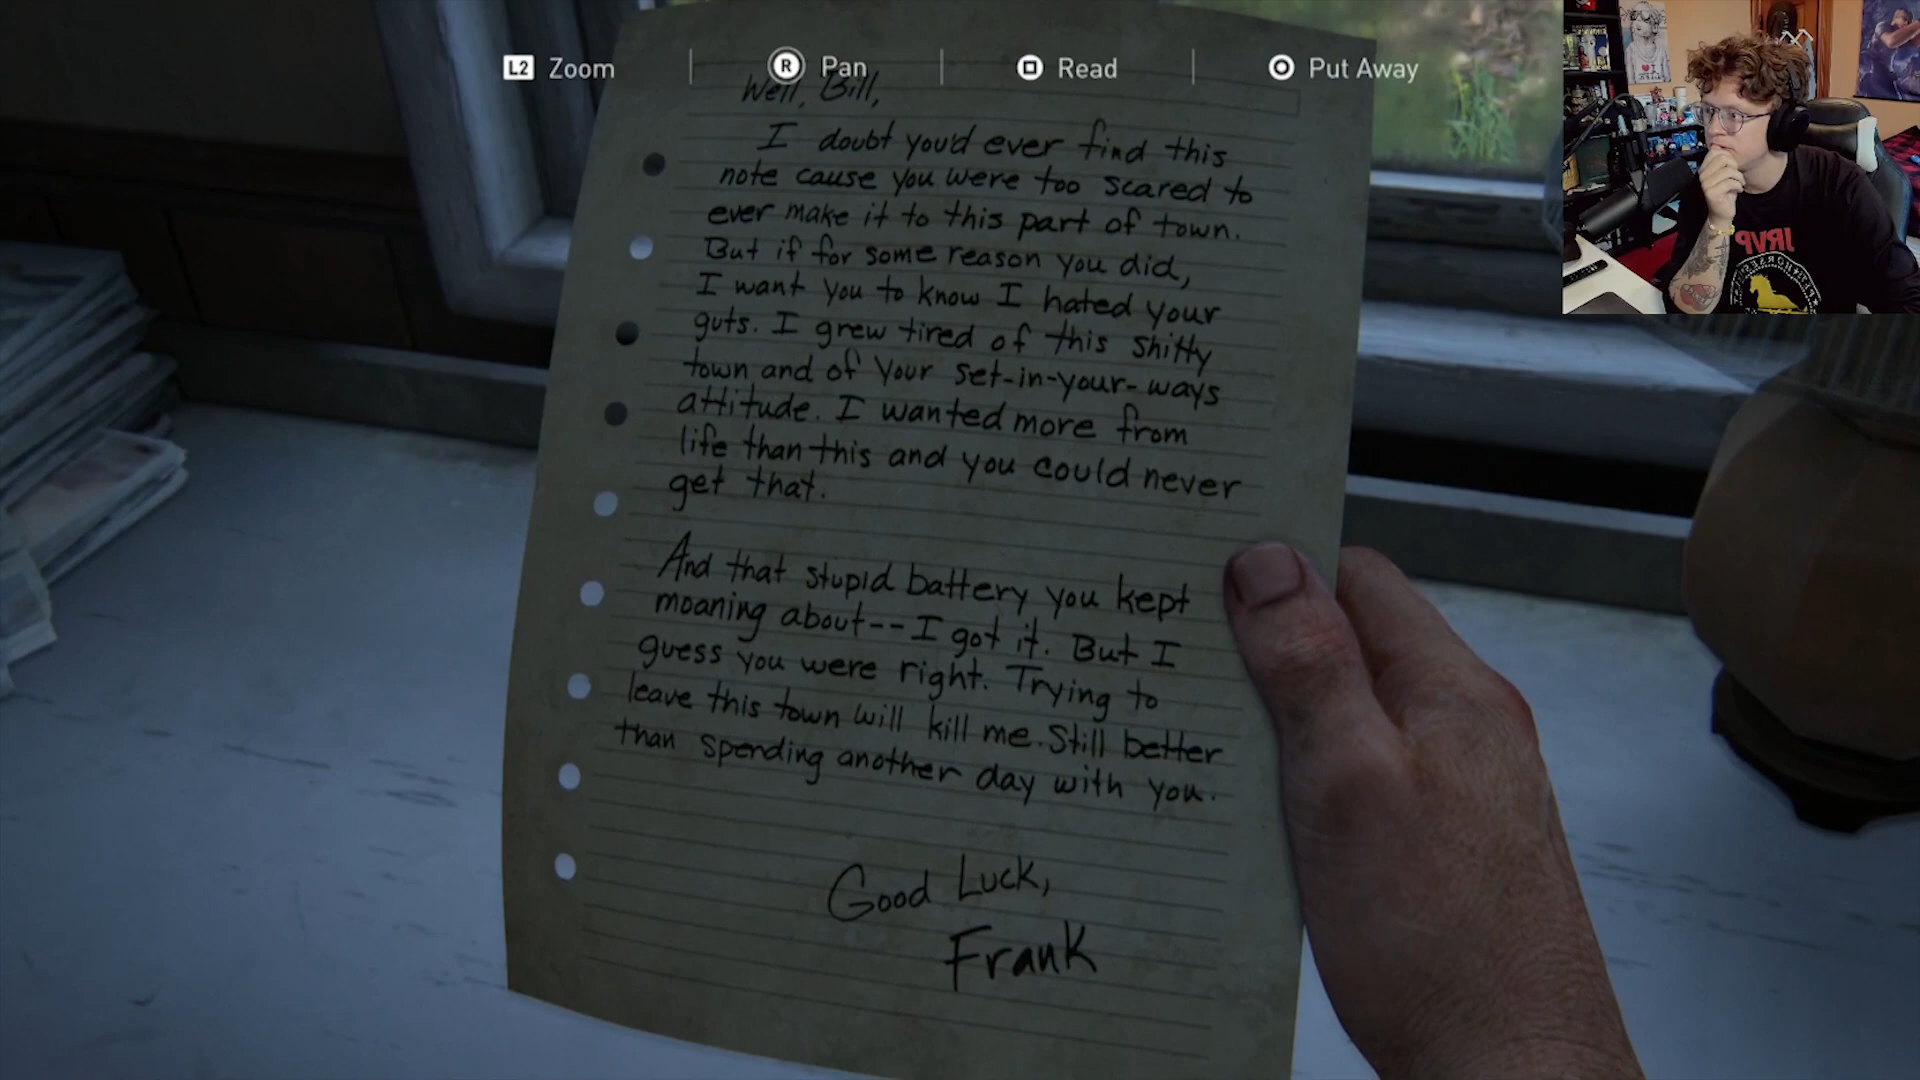 L2 Zoom
R Pan
Read
Put Away
Well, Bill,
I doubt you'd ever find this
note cause you were too scared to
ever make it to this part of town.
But if for some reason you did,
I want you to know I hated your
guts. I grew tired of this shitty
town and of your set-in-your-ways
attitude. I wanted more from
life than this and you could never
get that.
And that stupid battery you kept
moaning about--I got it. But I
guess you were right. Trying to
leave this town will kill me. Still better
than spending another day with you.
Good Luck,
Frank